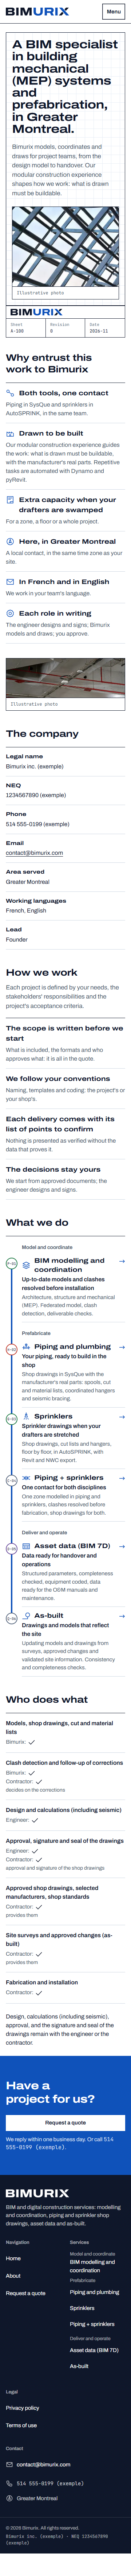 BIMURIX
Menu
A BIM specialist
in building
mechanical
(MEP) systems
and
prefabrication,
in Greater
Montreal.
Bimurix models, coordinates and
draws for project teams, from the
design model to handover. Our
modular construction experience
shapes how we work: what is drawn
must be buildable.
Illustrative photo
BIMURIX
Sheet
Revision
Date
0
2026-11
Why entrust this
work to Bimurix
Both tools, one contact
Piping in SysQue and sprinklers in
AutoSPRINK, in the same team.
Drawn to be built
Our modular construction experience guides
the work: what is drawn must be buildable,
with the manufacturer's real parts. Repetitive
tasks are automated with Dynamo and
pyRevit.
Extra capacity when your
drafters are swamped
For a zone, a floor or a whole project.
Here, in Greater Montreal
A local contact, in the same time zone as your
site.
In French and in English
We work in your team's language.
Each role in writing
The engineer designs and signs; Bimurix
models and draws; you approve.
Illustrative photo
The company
Legal name
Bimurix inc. (exemple)
NEQ
1234567890 (exemple)
Phone
514 555-0199 (exemple)
Email
contact@bimurix.com
Area served
Greater Montreal
Working languages
French, English
Lead
Founder
How we work
Each project is defined by your needs, the
stakeholders' responsibilities and the
project's acceptance criteria.
The scope is written before we
start
What is included, the formats and who
approves what: it is all in the quote.
We follow your conventions
Naming, templates and coding: the project's or
your shop's.
Each delivery comes with its
list of points to confirm
Nothing is presented as verified without the
data that proves it.
The decisions stay yours
We start from approved documents; the
engineer designs and signs.
What we do
Model and coordinate
BIM modelling and
coordination
Up-to-date models and clashes
resolved before installation
Architecture, structure and mechanical
(MEP). Federated model, clash
detection, deliverable checks.
Prefabricate
Piping and plumbing
Your piping, ready to build in the
shop
Shop drawings in SysQue with the
manufacturer's real parts: spools, cut
and material lists, coordinated hangers
and seismic bracing.
Sprinklers
Sprinkler drawings when your
drafters are stretched
Shop drawings, cut lists and hangers,
floor by floor, in AutoSPRINK, with
Revit and NWC export.
Piping + sprinklers
One contact for both disciplines
One zone modelled in piping and
sprinklers, clashes resolved before
fabrication, shop drawings for both.
Deliver and operate
Asset data (BIM 7D)
Data ready for handover and
operations
Structured parameters, completeness
checked, equipment coded, data
ready for the O&M manuals and
maintenance.
As-built
Drawings and models that reflect
the site
Updating models and drawings from
surveys, approved changes and
validated site information. Consistency
and completeness checks.
Who does what
Models, shop drawings, cut and material
lists
Bimurix:
Clash detection and follow-up of corrections
Bimurix:
Contractor:
decides on the corrections
Design and calculations (including seismic)
Engineer:
Approval, signature and seal of the drawings
Engineer:
Contractor:
approval and signature of the shop drawings
Approved shop drawings, selected
manufacturers, shop standards
Contractor:
provides them
Site surveys and approved changes (as-
built)
Contractor:
provides them
Fabrication and installation
Contractor:
Design, calculations (including seismic),
approval, and the signature and seal of the
drawings remain with the engineer or the
contractor.
Have a
project for us?
Request a quote
We reply within one business day. Or call 514
555-0199 (exemple).
BIMURIX
BIM and digital construction services: modelling
and coordination, piping and sprinkler shop
drawings, asset data and as-built.
Navigation
Home
About
Request a quote
Services
Model and coordinate
BIM modelling and
coordination
Prefabricate
Piping and plumbing
Sprinklers
Piping + sprinklers
Deliver and operate
Asset data (BIM 7D)
As-built
Legal
Privacy policy
Terms of use
Contact
contact@bimurix.com
514 555-0199 (exemple)
Greater Montreal
© 2026 Bimurix. All rights reserved.
Bimurix inc. (exemple) · NEQ 1234567890
(exemple)